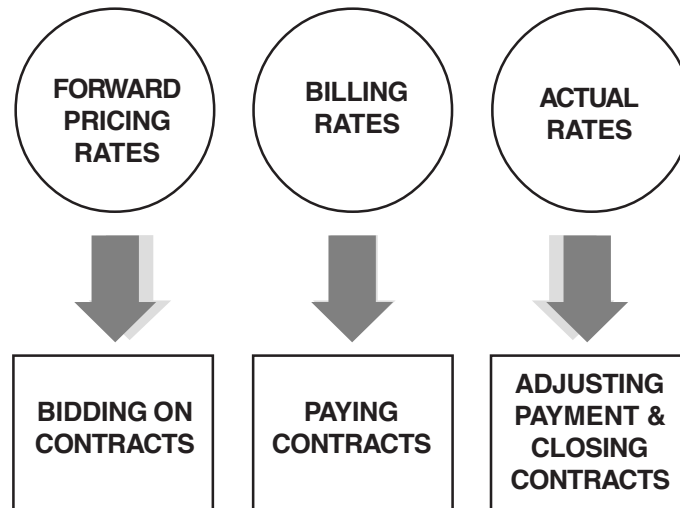 FORWARD
PRICING
RATES
BILLING
RATES
ACTUAL
RATES
BIDDING ON
CONTRACTS
PAYING
CONTRACTS
ADJUSTING
PAYMENT &
CLOSING
CONTRACTS